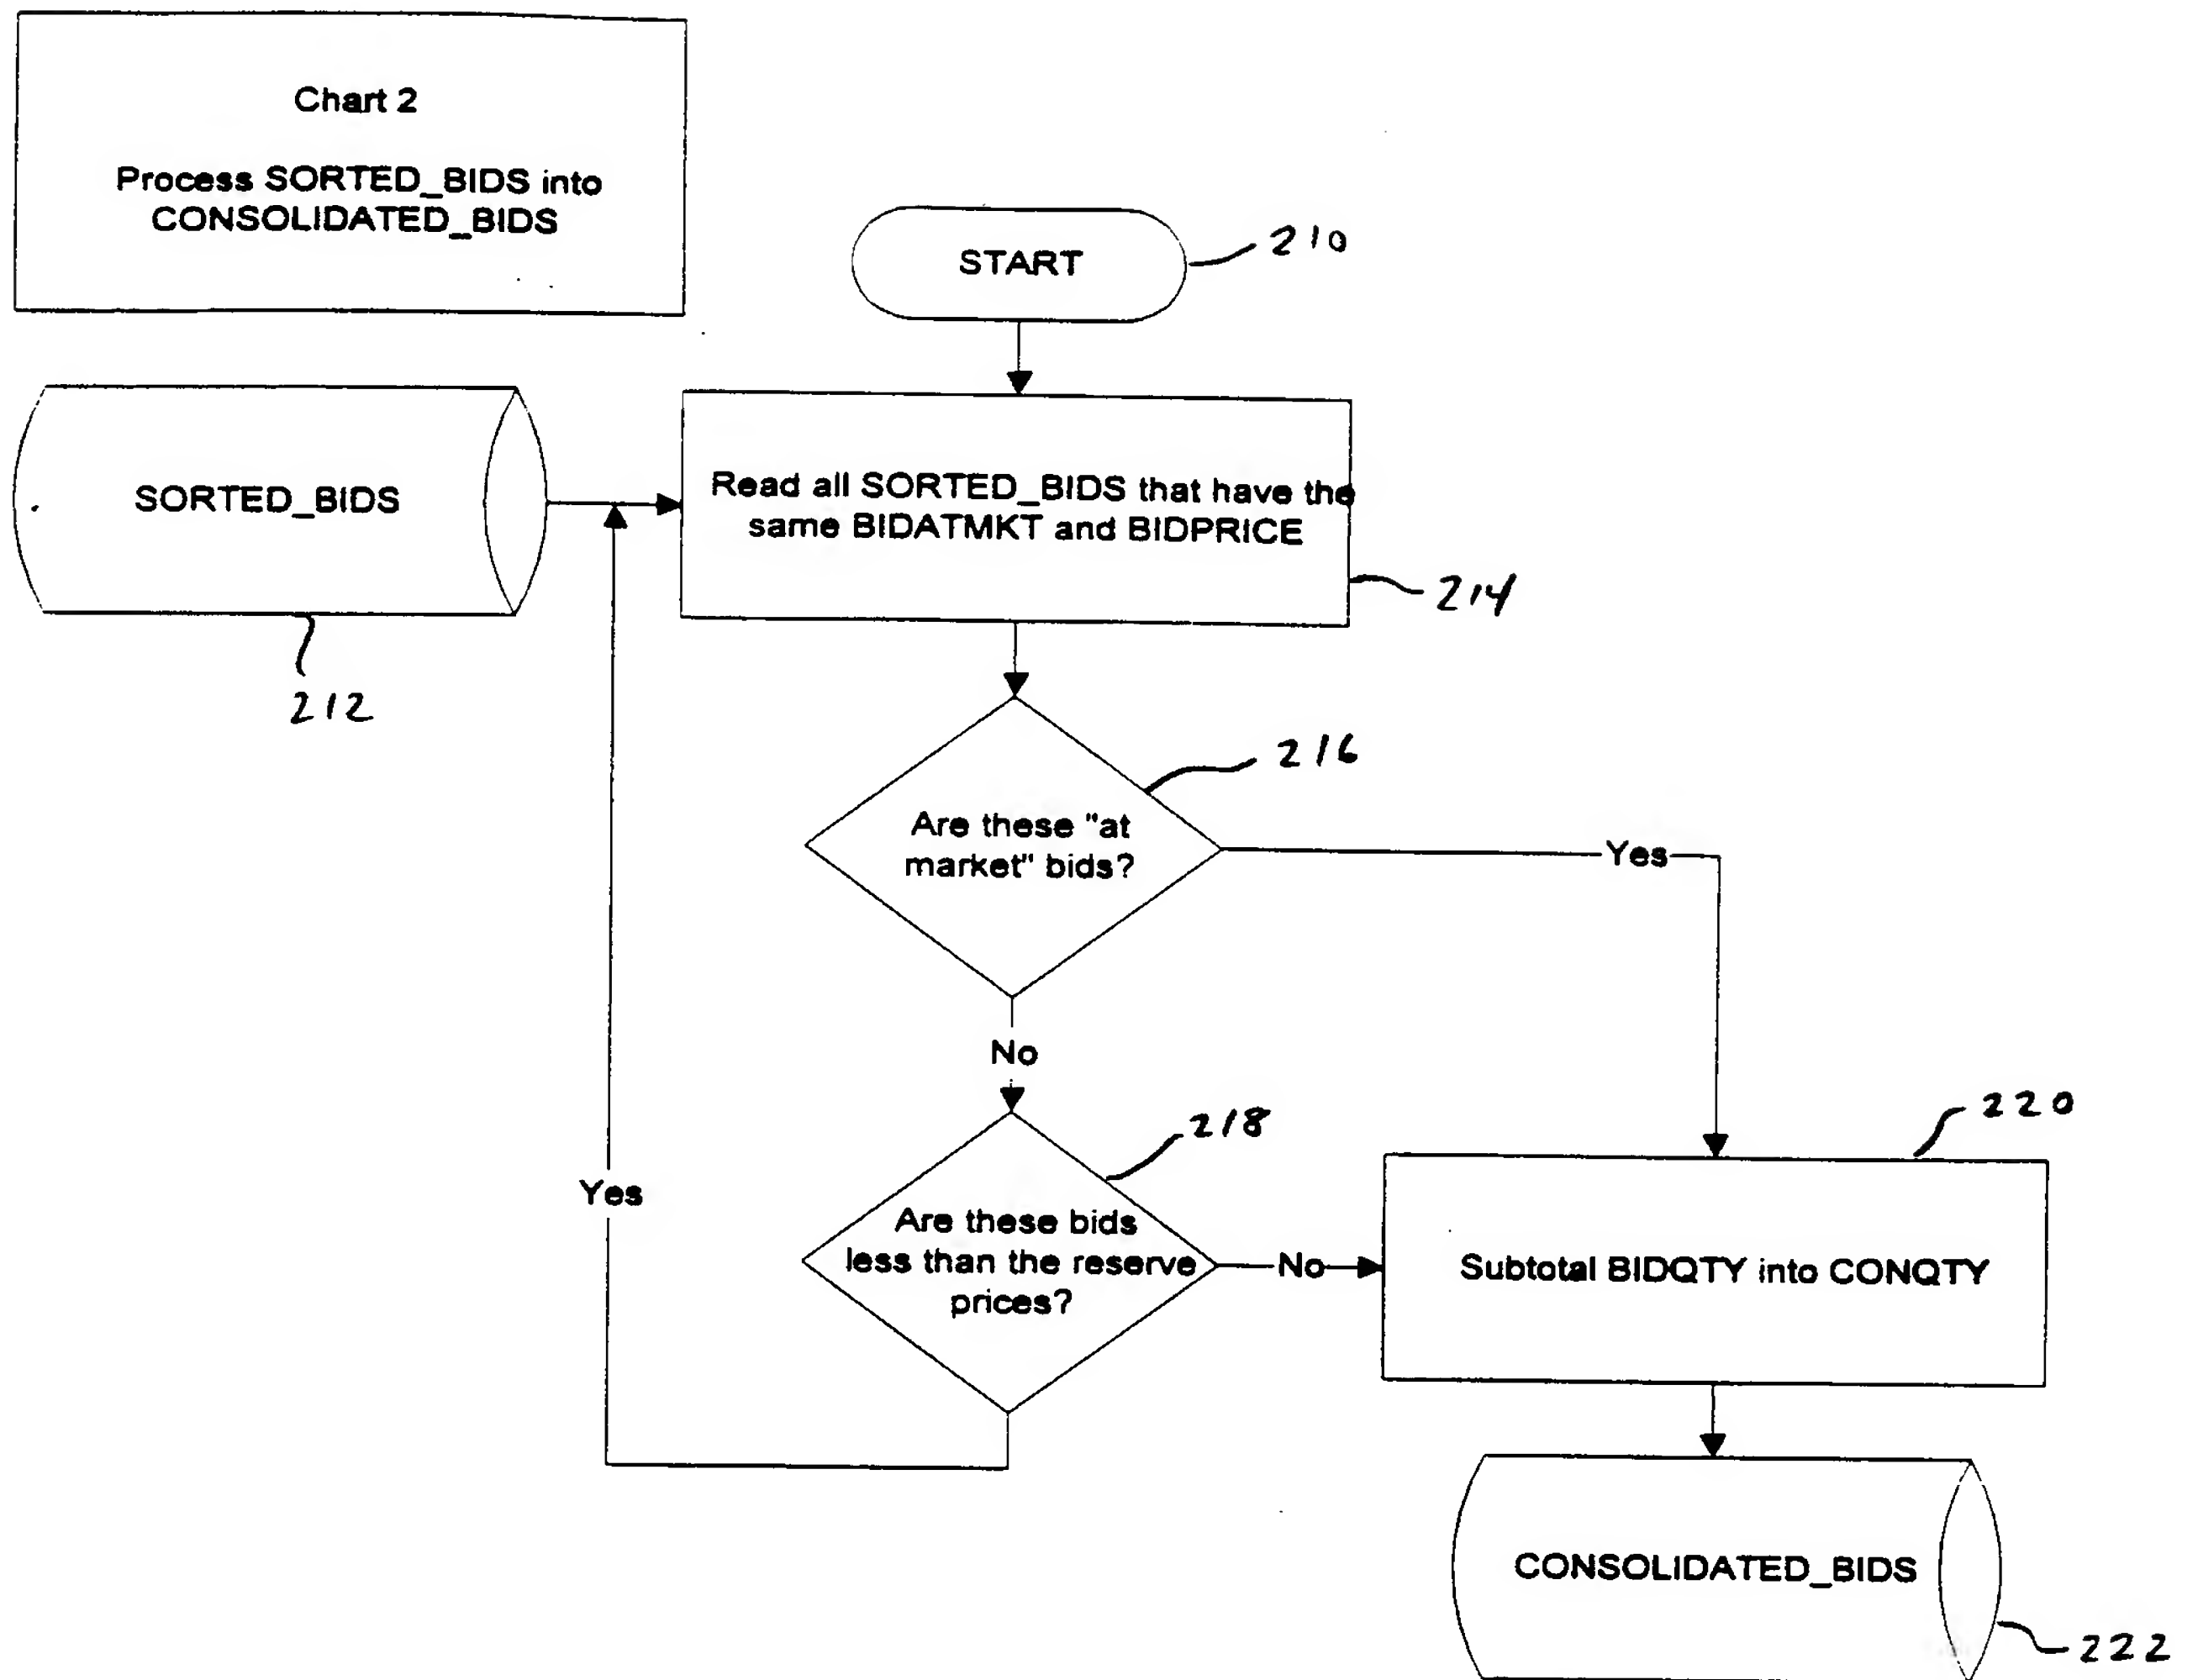 Chart 2
Process SORTED_BIDS into
CONSOLIDATED_BIDS
START
210
SORTED_BIDS
212
Read all SORTED_BIDS that have the
same BIDATMKT and BIDPRICE
214
216
Are these "at
market" bids?
Yes
No
218
220
Yes
Are these bids
less than the reserve
prices?
No
Subtotal BIDQTY into CONQTY
CONSOLIDATED_BIDS
222